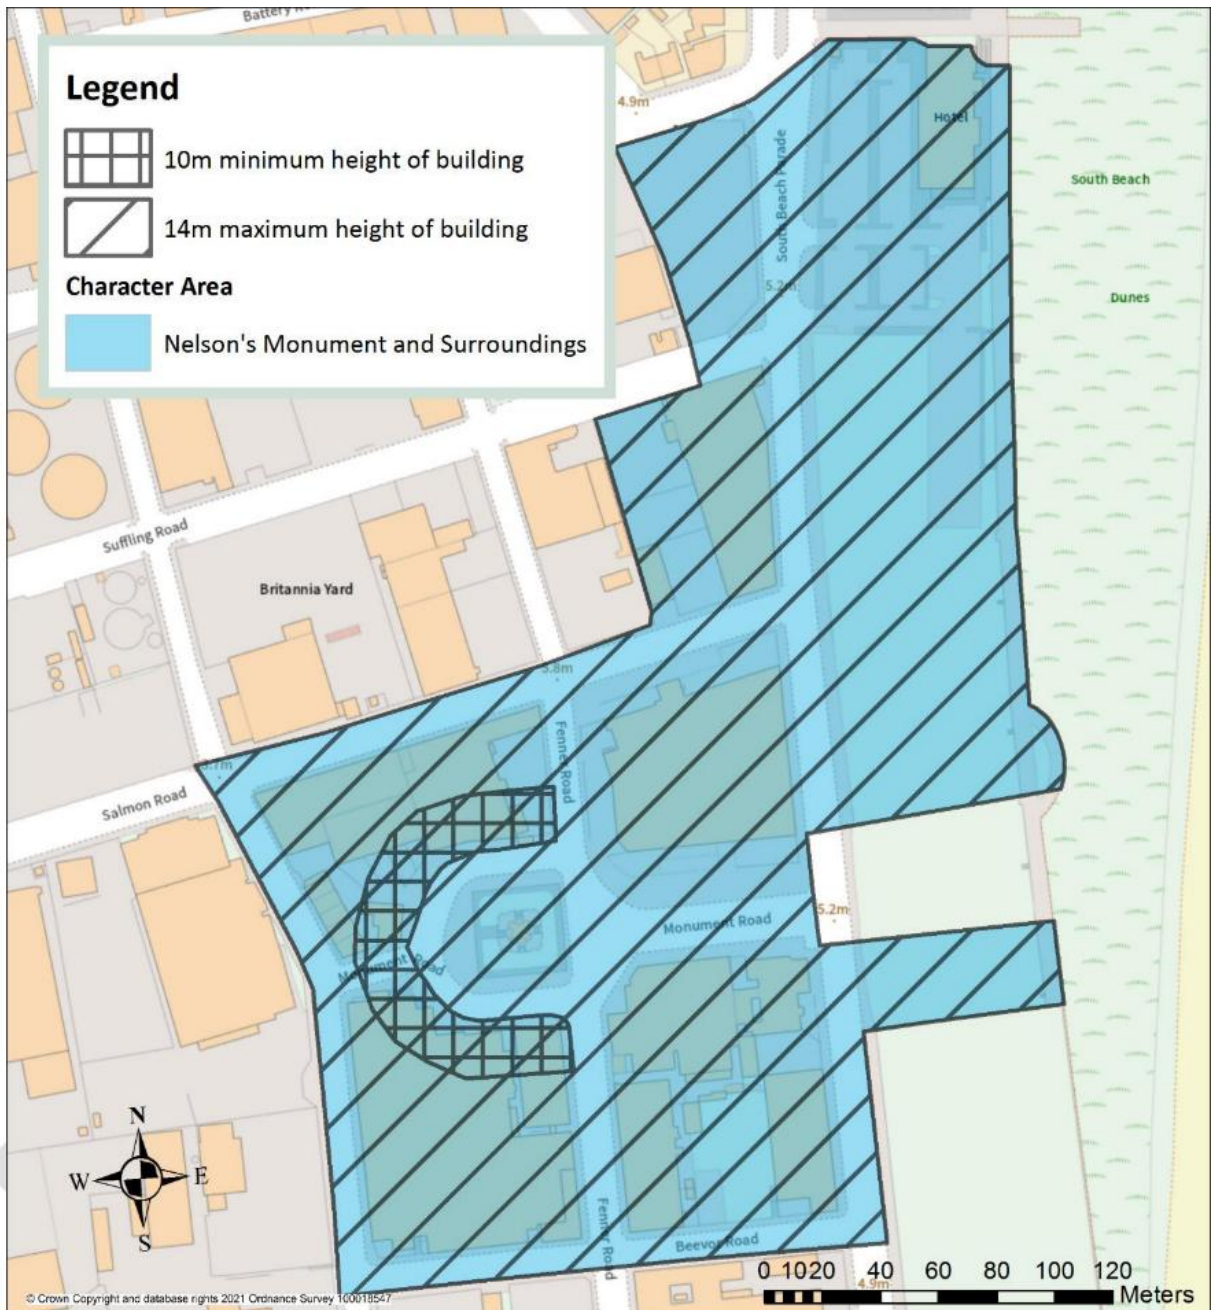 Battery
Legend
10m minimum height of building
14m maximum height of building
Character Area
Nelson's Monument and Surroundings
4.9m
Hotel
South Beach Parade
South Beach
5.2m
Dunes
Suffling Road
Britannia Yard
5.8m
Fenner Road
Salmon Road
5.2m
Monument Road
Monument Road
N
W E
S
Fenner Road
Beevor Road
4.9m
0 10 20 40 60 80 100 120
Meters
© Crown Copyright and database rights 2021 Ordnance Survey 100018547